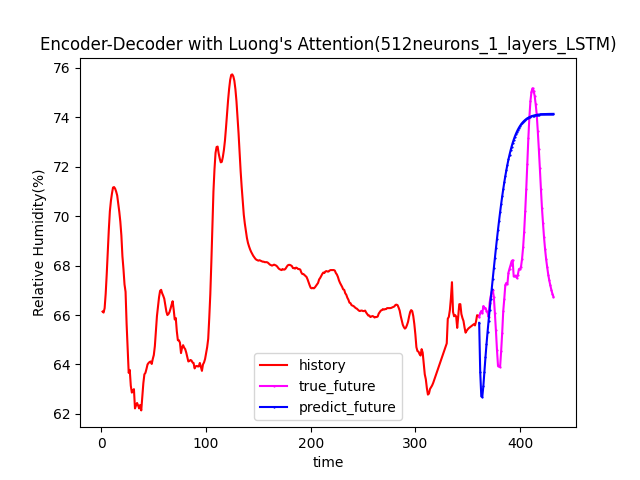 Encoder-Decoder with Luong's Attention(512neurons_1_layers_LSTM)
76
74
72
70
68
66
64
62
Relative Humidity(%)
history
true_future
predict_future
0 100 200 300 400
time